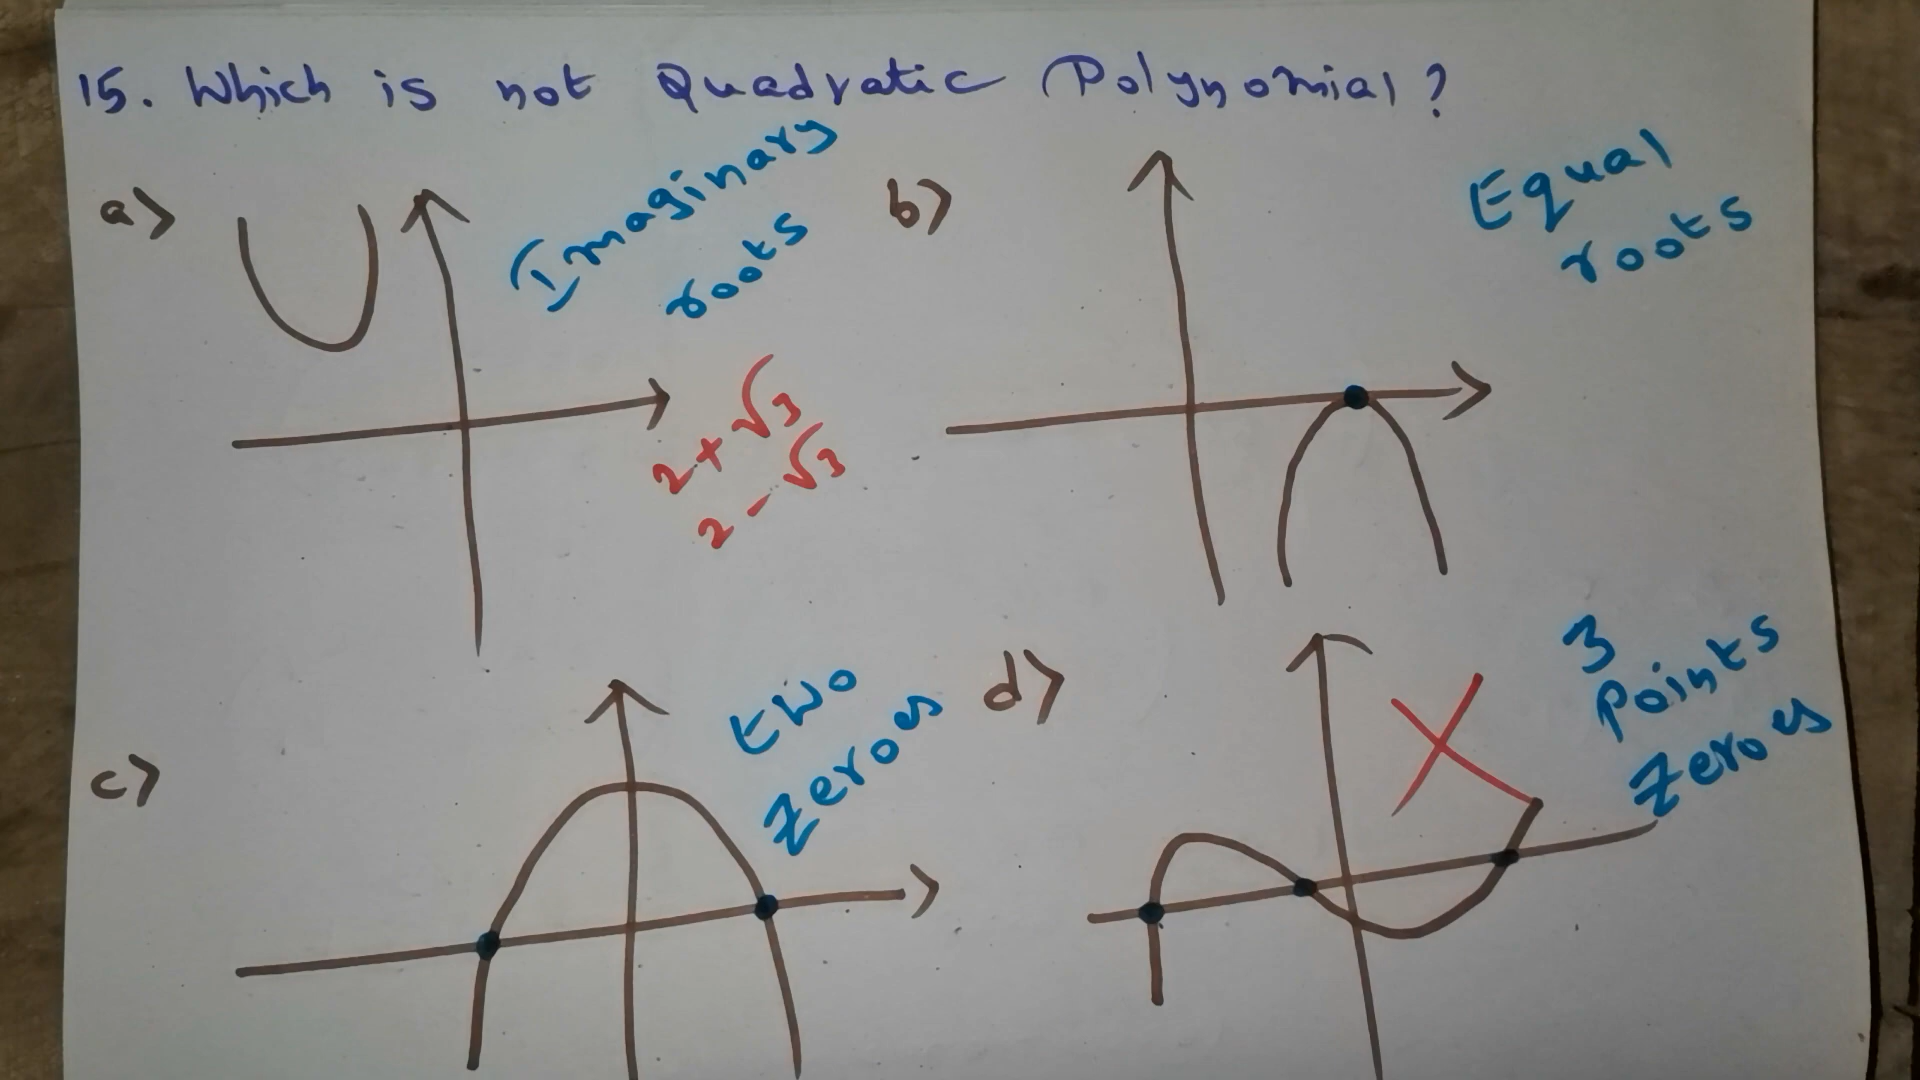 15. Which is not Quadratic Polynomial?
a>
Imaginary
roots
2+√3
2-√3
b>
Equal
roots
c>
two
zeroes
d>
3
Points
Zeroes